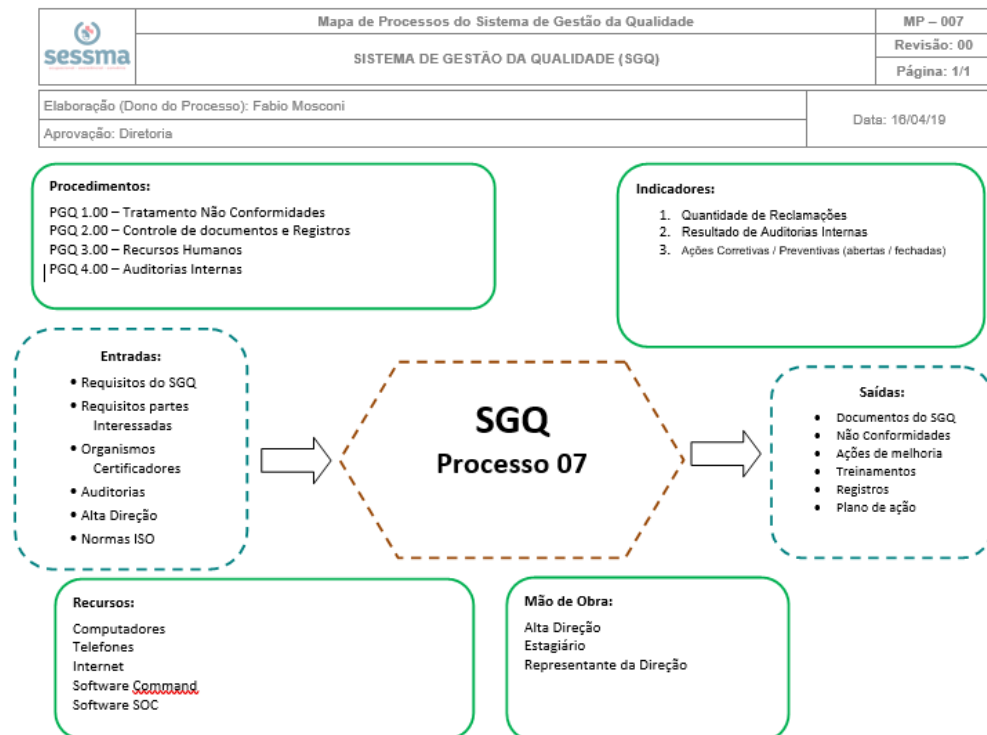 sessma
Mapa de Processos do Sistema de Gestão da Qualidade
SISTEMA DE GESTÃO DA QUALIDADE (SGQ)
MP – 007
Revisão: 00
Página: 1/1
Elaboração (Dono do Processo): Fabio Mosconi
Aprovação: Diretoria
Data: 16/04/19
Procedimentos:
PGQ 1.00 – Tratamento Não Conformidades
PGQ 2.00 – Controle de documentos e Registros
PGQ 3.00 – Recursos Humanos
PGQ 4.00 – Auditorias Internas
Indicadores:
1. Quantidade de Reclamações
2. Resultado de Auditorias Internas
3. Ações Corretivas / Preventivas (abertas / fechadas)
Entradas:
• Requisitos do SGQ
• Requisitos partes
Interessadas
• Organismos
Certificadores
• Auditorias
• Alta Direção
• Normas ISO
SGQ
Processo 07
Saídas:
• Documentos do SGQ
• Não Conformidades
• Ações de melhoria
• Treinamentos
• Registros
• Plano de ação
Recursos:
Computadores
Telefones
Internet
Software Command
Software SOC
Mão de Obra:
Alta Direção
Estagiário
Representante da Direção